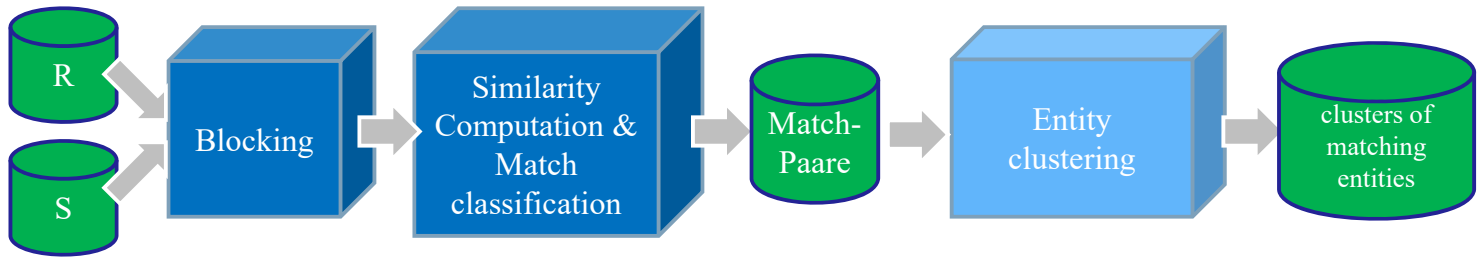 R
S
Blocking
Similarity
Computation &
Match
classification
Match-
Paare
Entity
clustering
clusters of
matching
entities